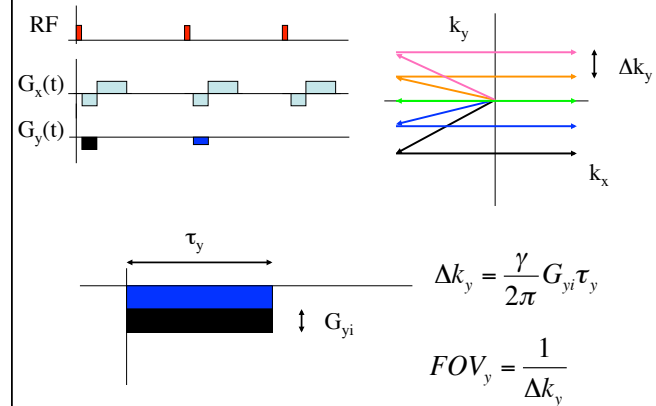 RF
G_x(t)
G_y(t)
k_y
Δk_y
k_x
τ_y
G_yi
Δk_y = γ/2π G_yi τ_y
FOV_y = 1/Δk_y